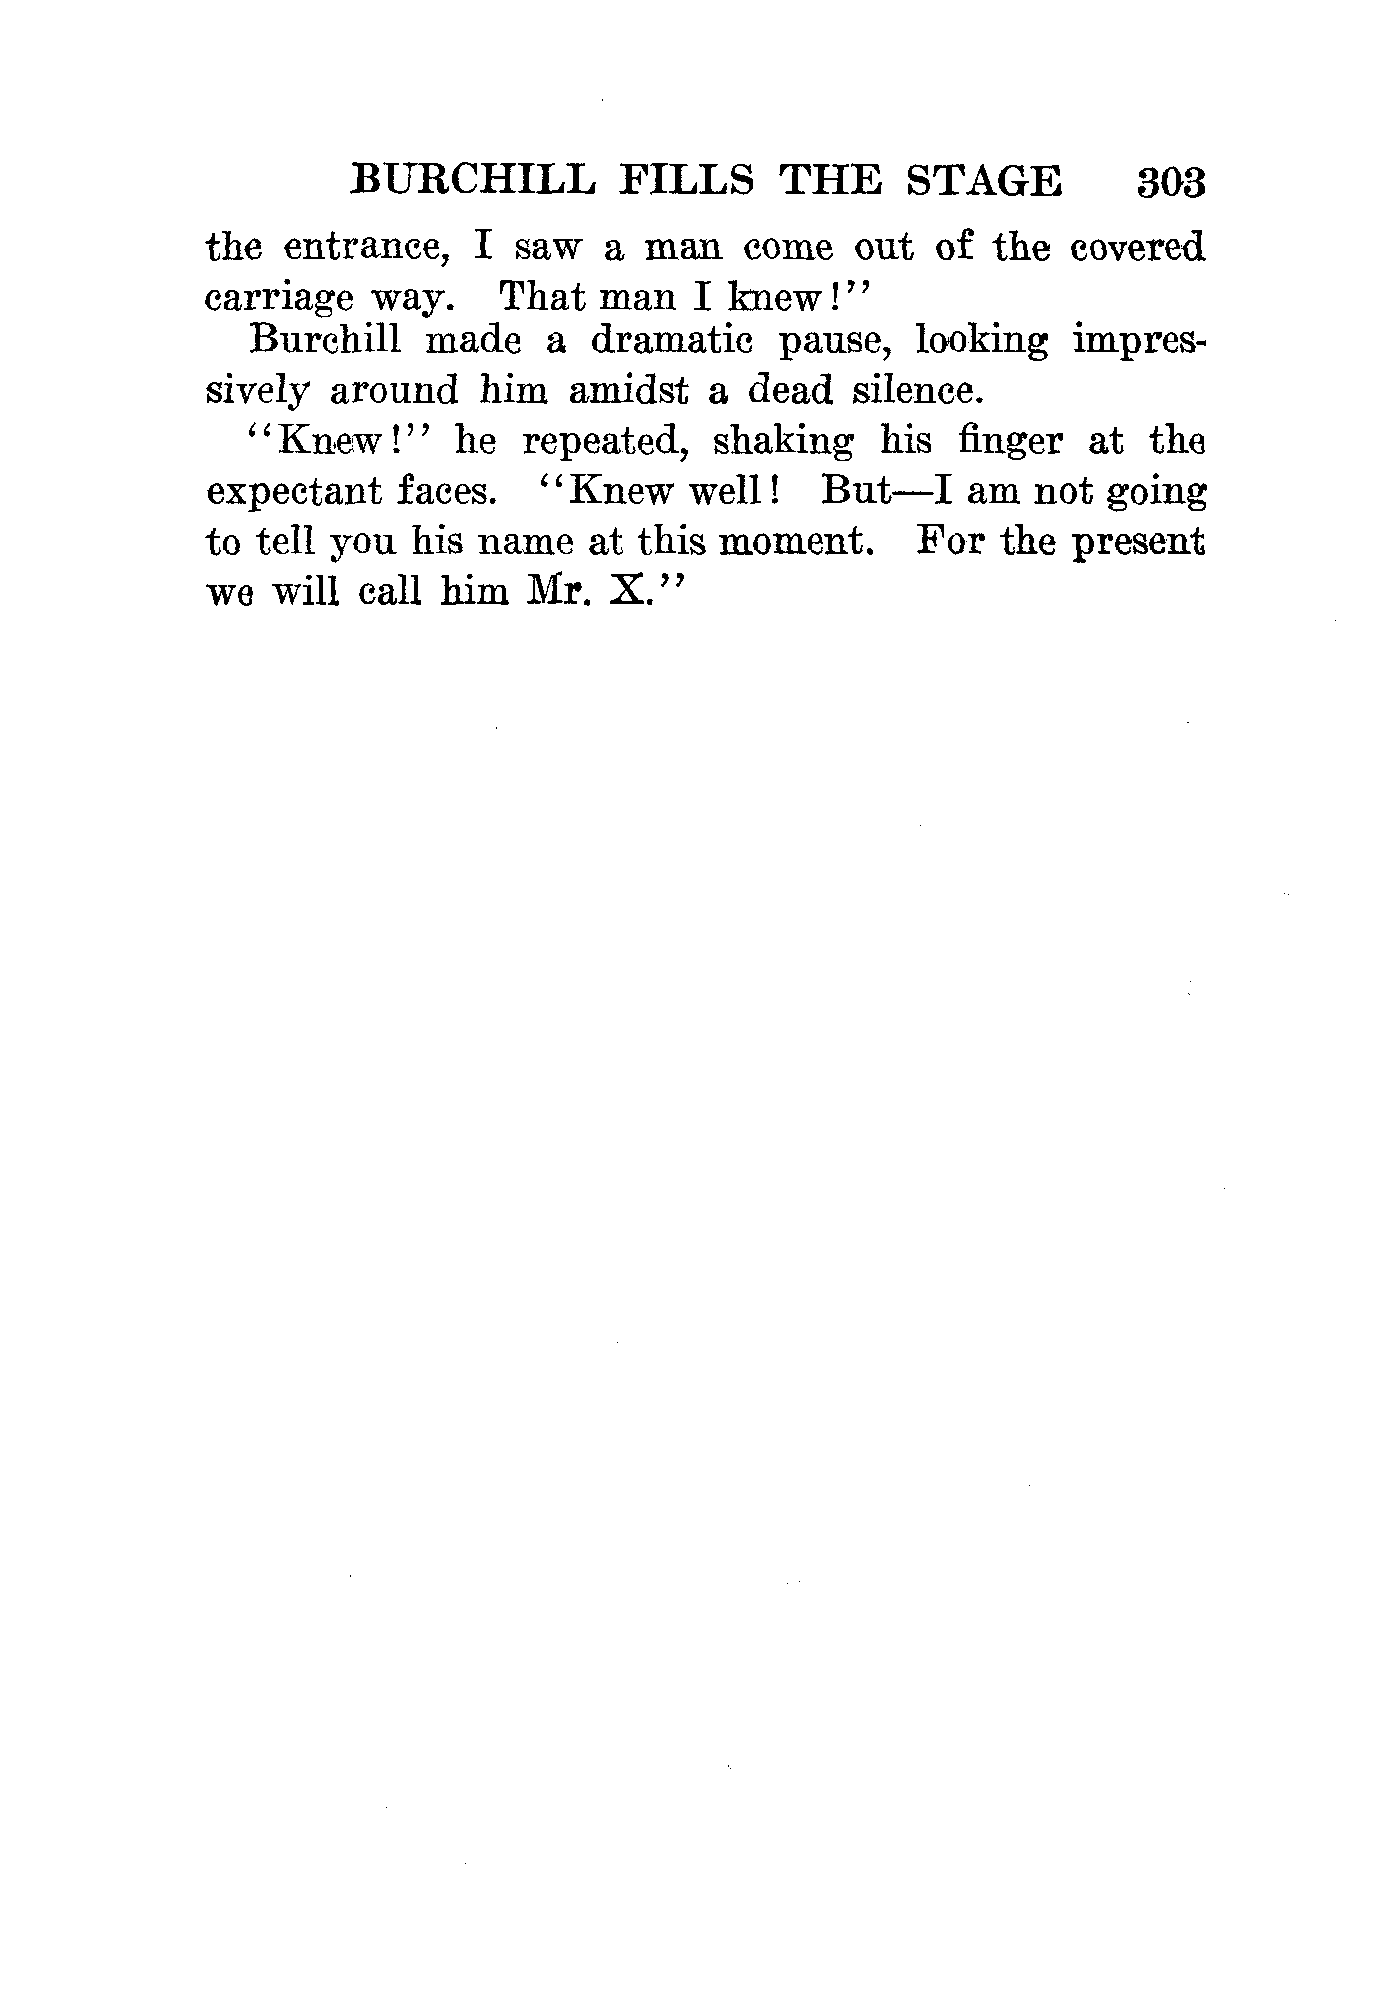 BURCHILL FILLS THE STAGE 303
the entrance, I saw a man come out of the covered
carriage way. That man I knew!"
Burchill made a dramatic pause, looking impres-
sively around him amidst a dead silence.
"Knew!" he repeated, shaking his finger at the
expectant faces. "Knew well! But—I am not going
to tell you his name at this moment. For the present
we will call him Mr. X."